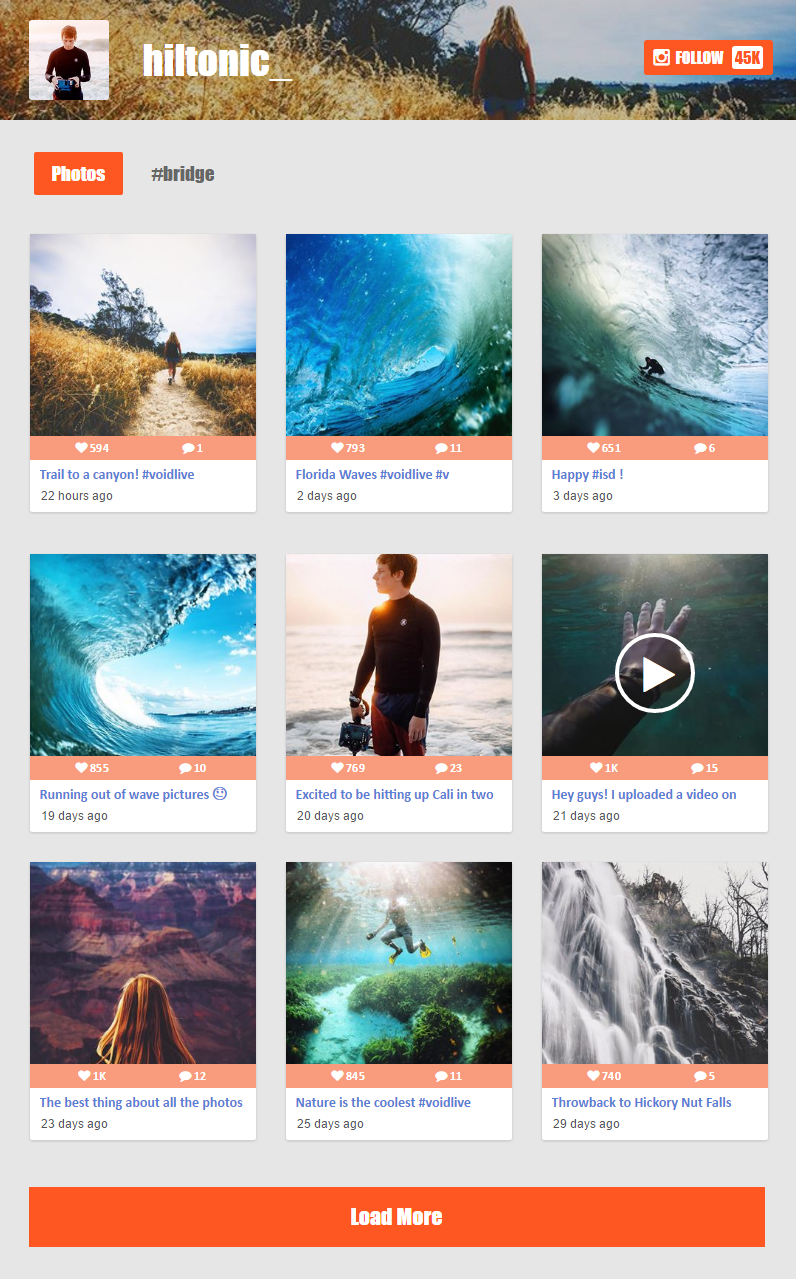 hiltonic_
FOLLOW 45K
Photos #bridge
594 1
793 11
651 6
Trail to a canyon! #voidlive
Florida Waves #voidlive #v
Happy #isd !
22 hours ago
2 days ago
3 days ago
855 10
769 23
1K 15
Running out of wave pictures 😐
Excited to be hitting up Cali in two
Hey guys! I uploaded a video on
19 days ago
20 days ago
21 days ago
1K 12
845 11
740 5
The best thing about all the photos
Nature is the coolest #voidlive
Throwback to Hickory Nut Falls
23 days ago
25 days ago
29 days ago
Load More